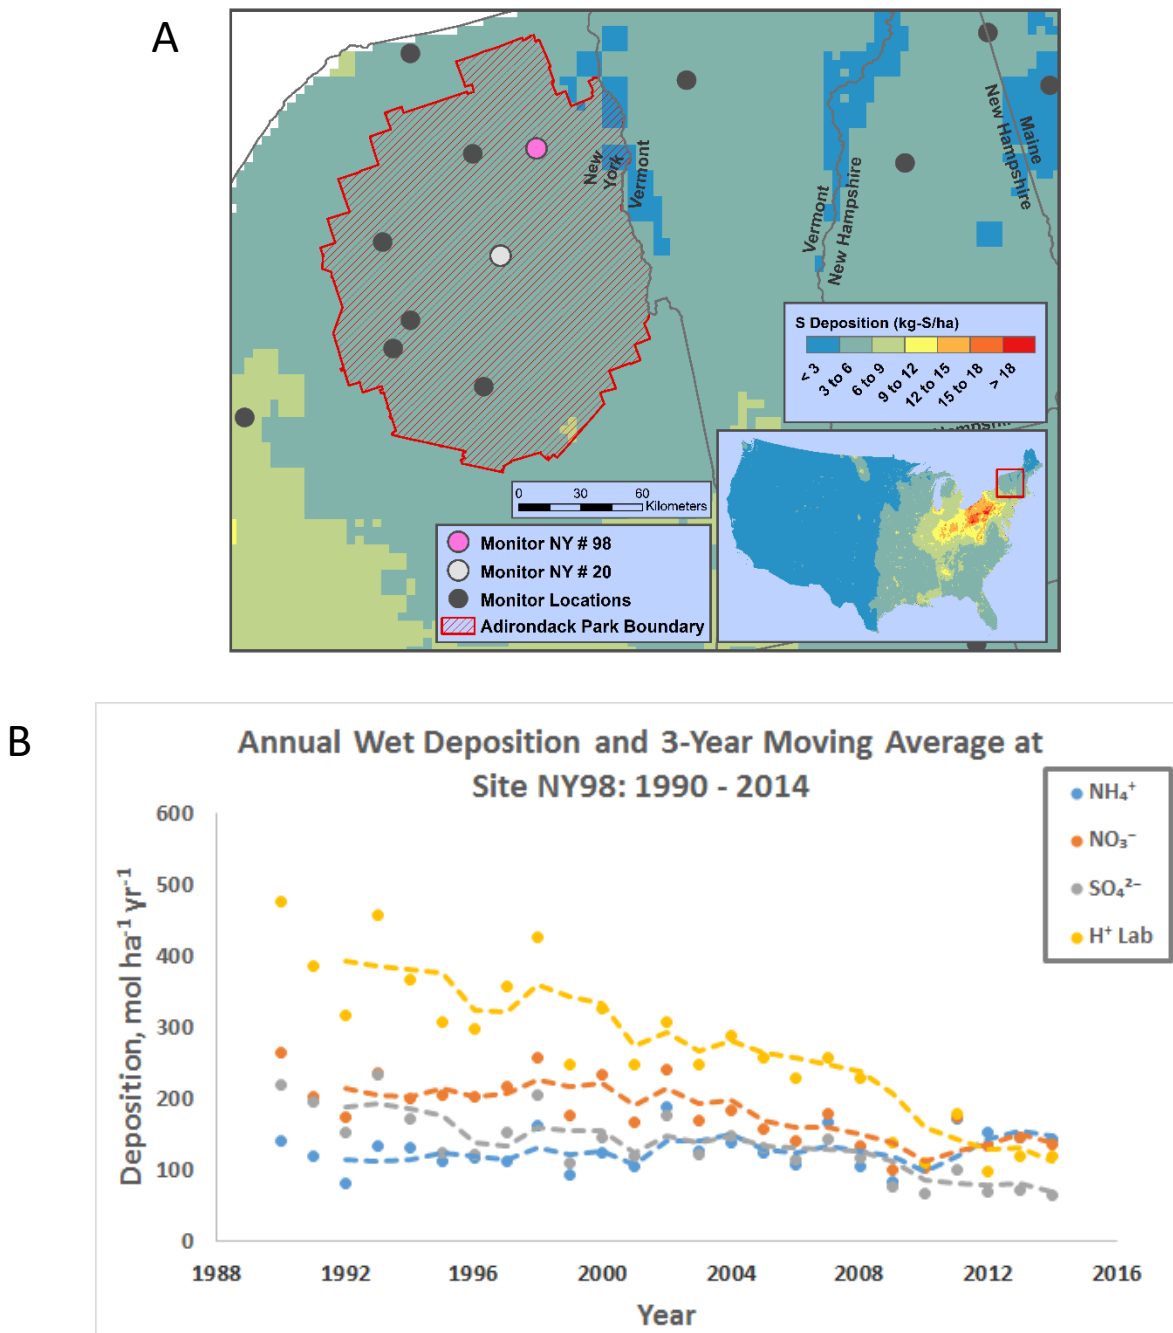 A
New
York
Vermont
Vermont
New Hampshire
Maine
New Hampshire
S Deposition (kg-S/ha)
< 3
3 to 6
6 to 9
9 to 12
12 to 15
15 to 18
> 18
0 30 60
Kilometers
Monitor NY # 98
Monitor NY # 20
Monitor Locations
Adirondack Park Boundary
B
Annual Wet Deposition and 3-Year Moving Average at
Site NY98: 1990 - 2014
NH₄⁺
NO₃⁻
SO₄²⁻
H⁺ Lab
Deposition, mol ha⁻¹ yr⁻¹
600
500
400
300
200
100
0
1988 1992 1996 2000 2004 2008 2012 2016
Year